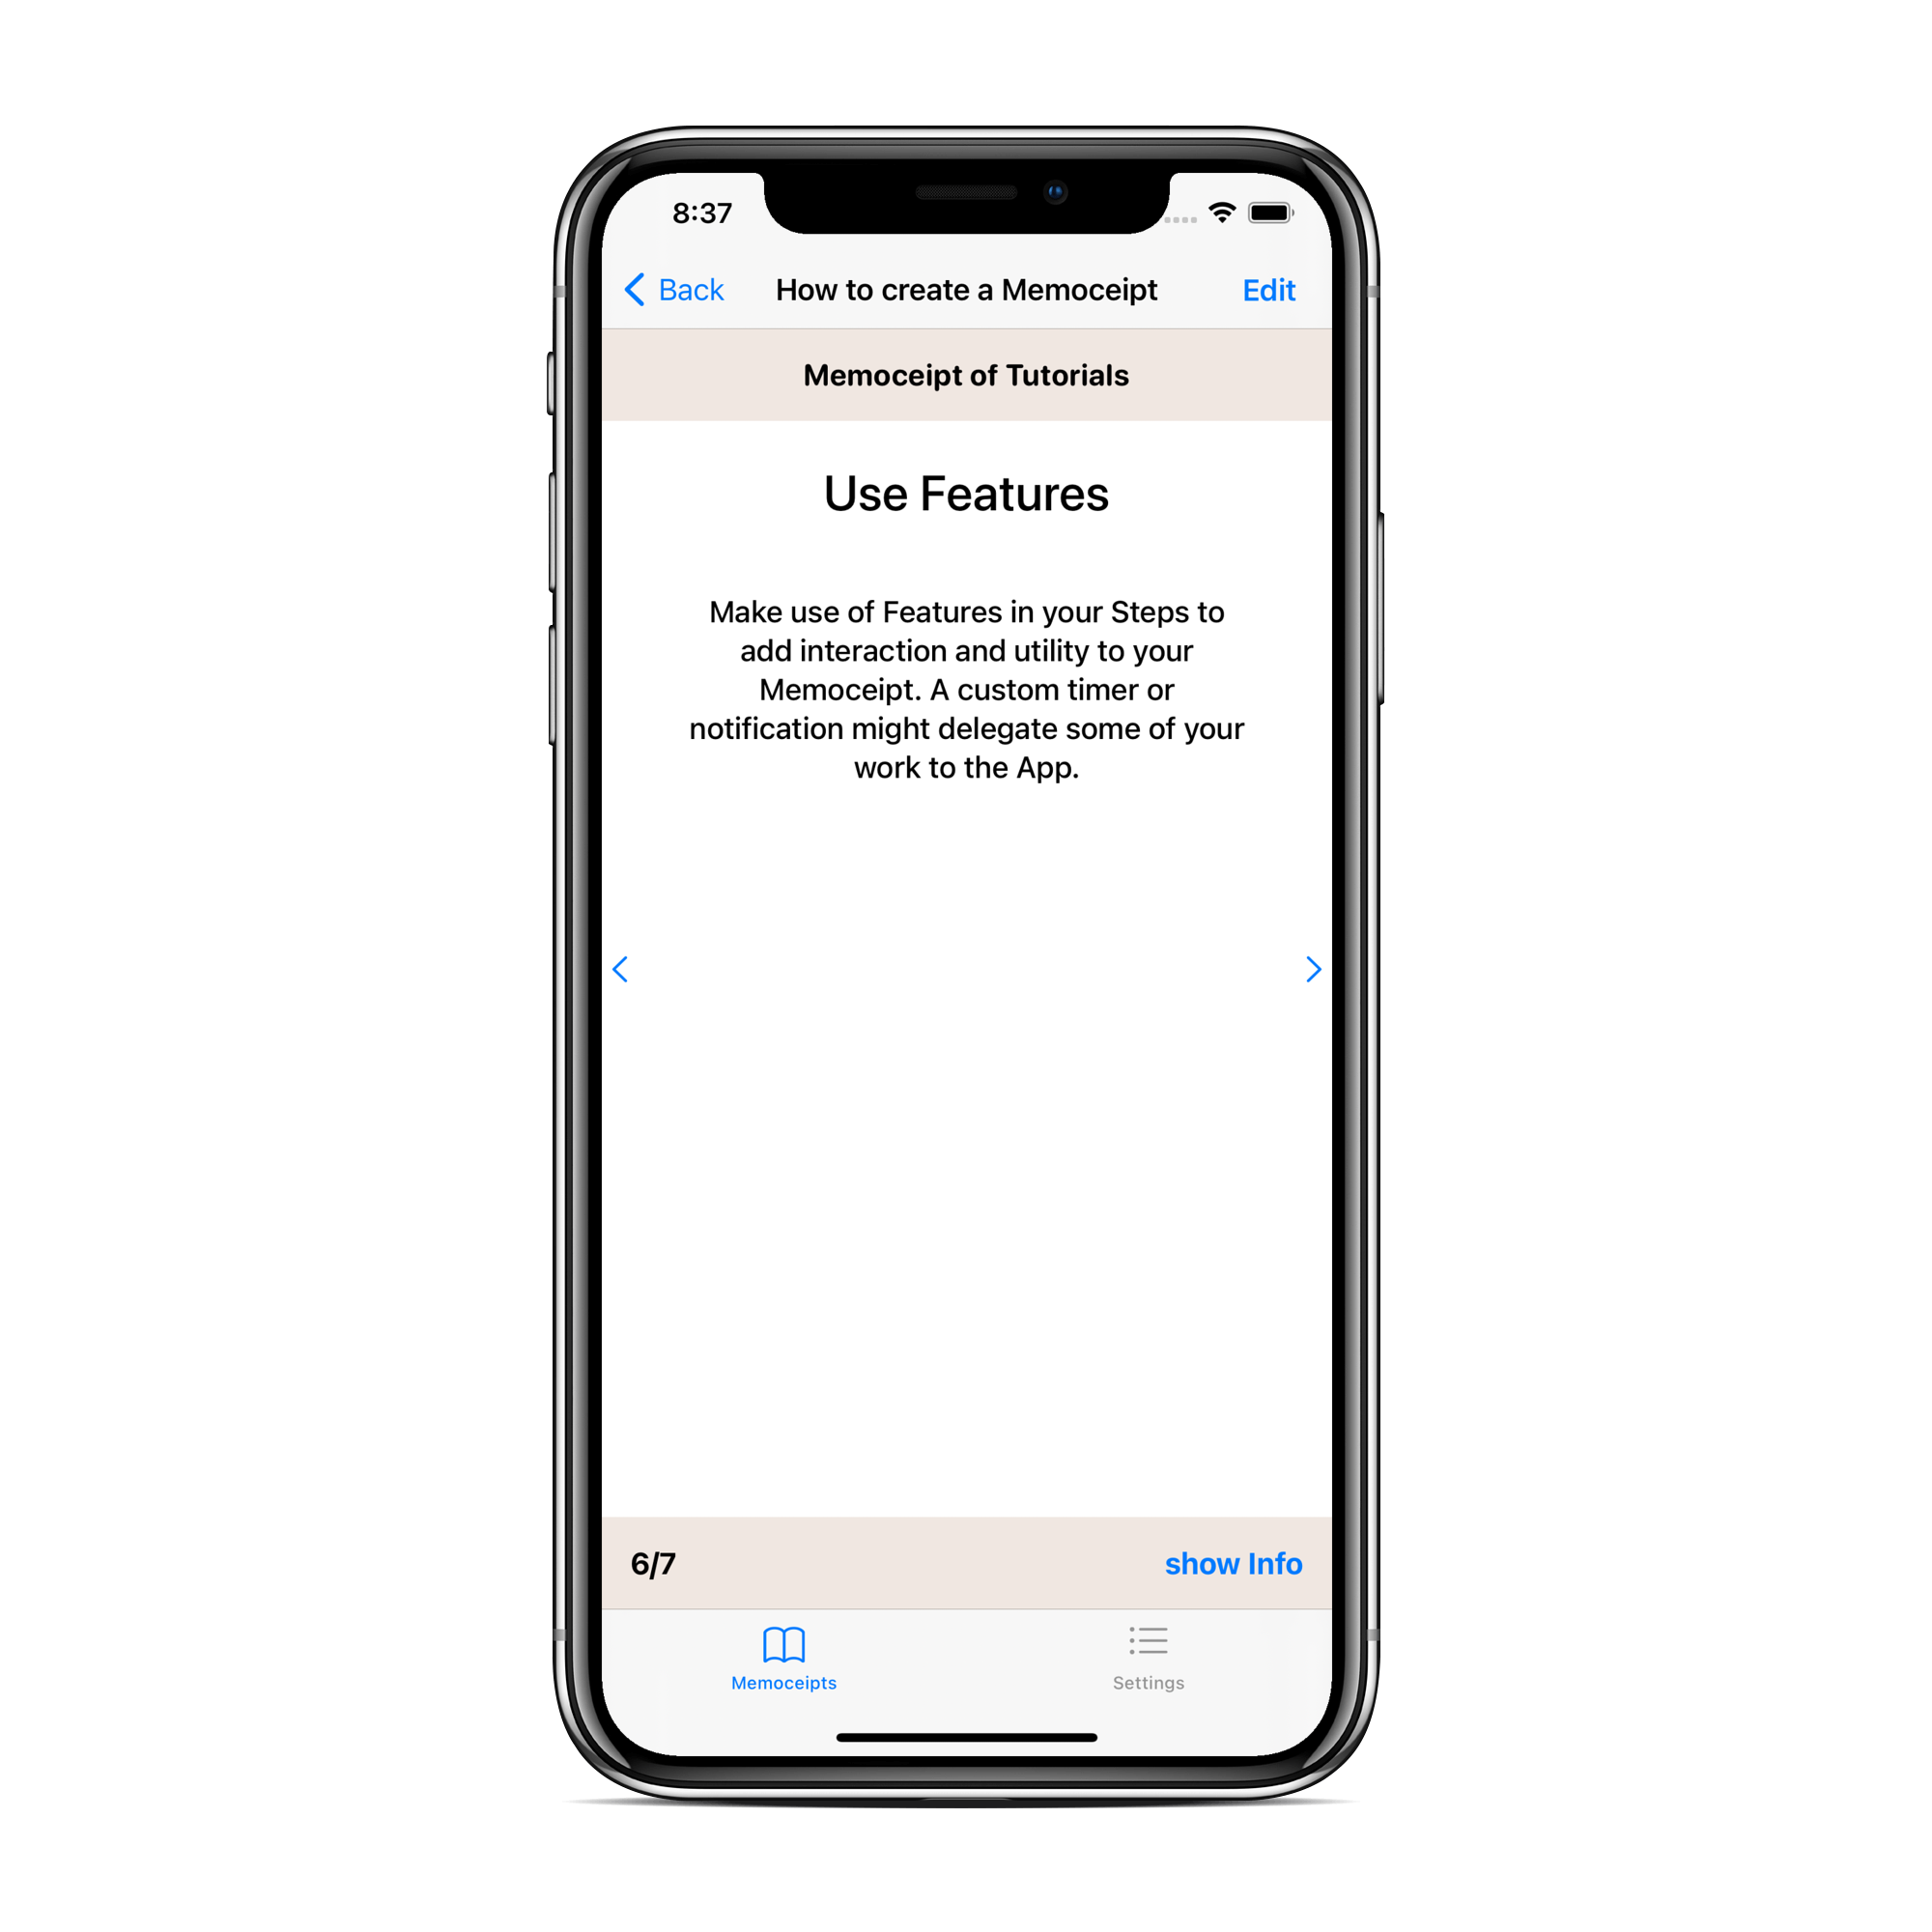 8:37
Back How to create a Memoceipt Edit
Memoceipt of Tutorials
Use Features
Make use of Features in your Steps to
add interaction and utility to your
Memoceipt. A custom timer or
notification might delegate some of your
work to the App.
6/7 show Info
Memoceipts Settings